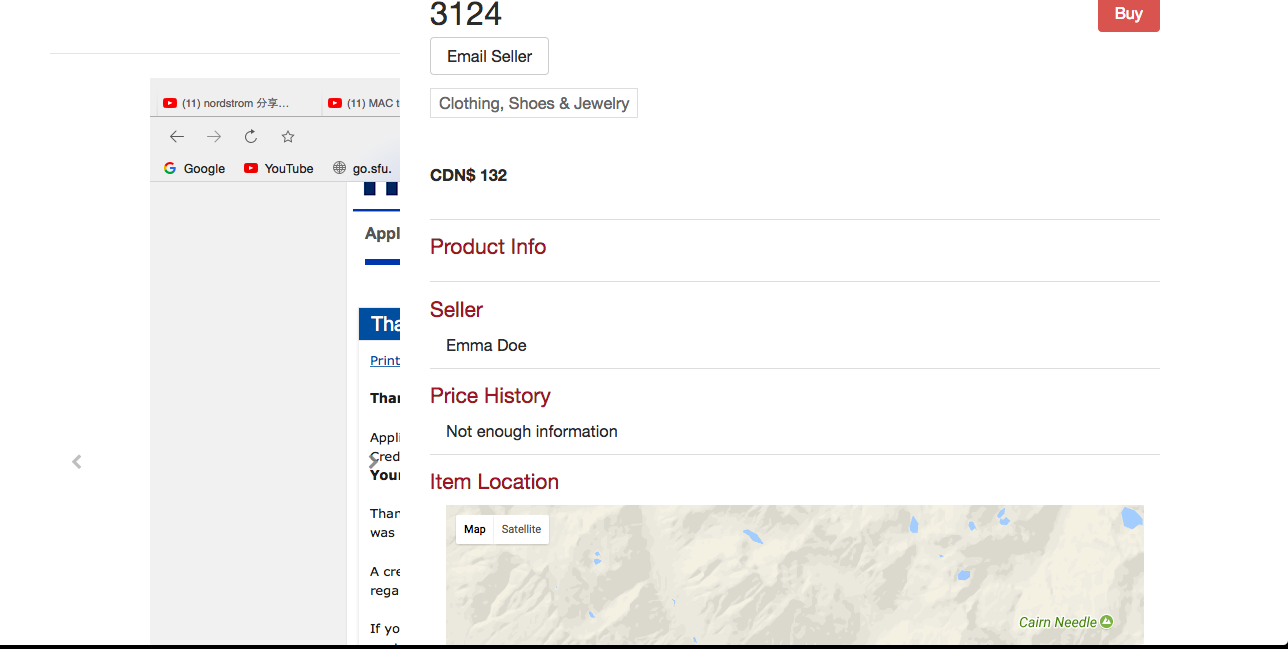 3124
Buy
Email Seller
Clothing, Shoes & Jewelry
CDN$ 132
Product Info
Seller
Emma Doe
Price History
Not enough information
Item Location
Map Satellite
Cairn Needle
(11) nordstrom 分享... (11) MAC t
Google YouTube go.sfu.
Appl
Tha
Print
Than
Appli
Cred
Your
Than
was
A cre
rega
If yo